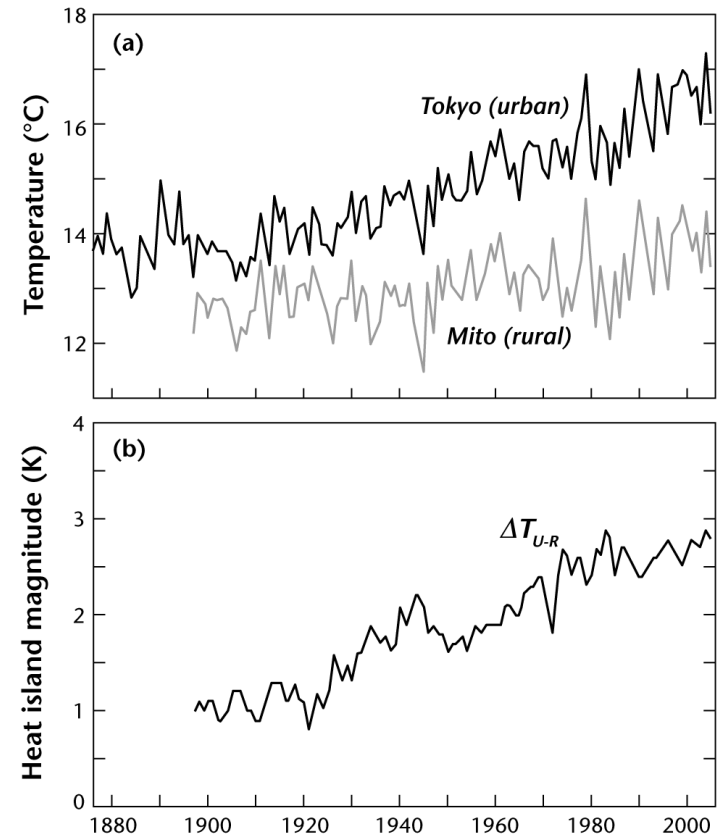 18
(a)
Tokyo (urban)
16
Temperature (°C)
14
Mito (rural)
12
4
(b)
Heat island magnitude (K)
3
ΔT U-R
2
1
0
1880 1900 1920 1940 1960 1980 2000